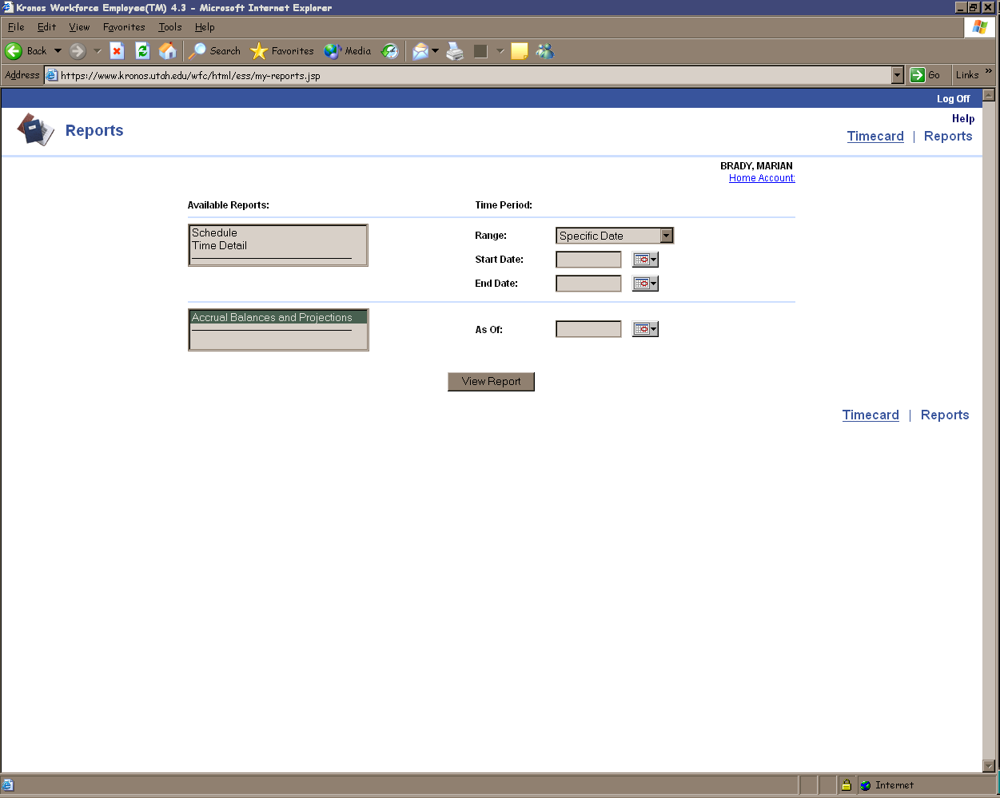 Kronos Workforce Employee(TM) 4.3 - Microsoft Internet Explorer
File Edit View Favorites Tools Help
Back Search Favorites Media
Address https://www.kronos.utah.edu/wfc/html/ess/my-reports.jsp Go Links »
Log Off
Help
Reports
Timecard | Reports
BRADY, MARIAN
Home Account:
Available Reports: Time Period:
Schedule
Time Detail
Range: Specific Date
Start Date:
End Date:
Accrual Balances and Projections
As Of:
View Report
Timecard | Reports
Internet